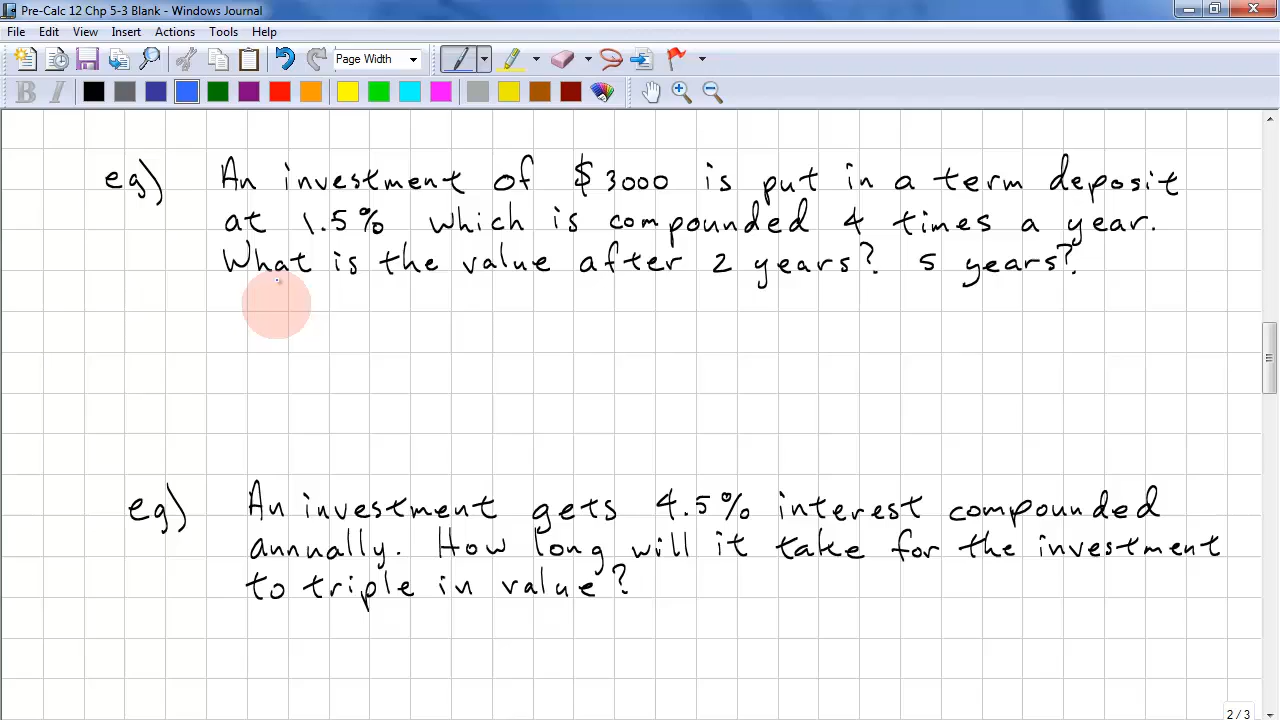 Pre-Calc 12 Chp 5-3 Blank - Windows Journal
File Edit View Insert Actions Tools Help
Page Width
B I
eg) An investment of $3000 is put in a term deposit
at 1.5% which is compounded 4 times a year.
What is the value after 2 years? 5 years?
eg) An investment gets 4.5% interest compounded
annually. How long will it take for the investment
to triple in value?
2 / 3